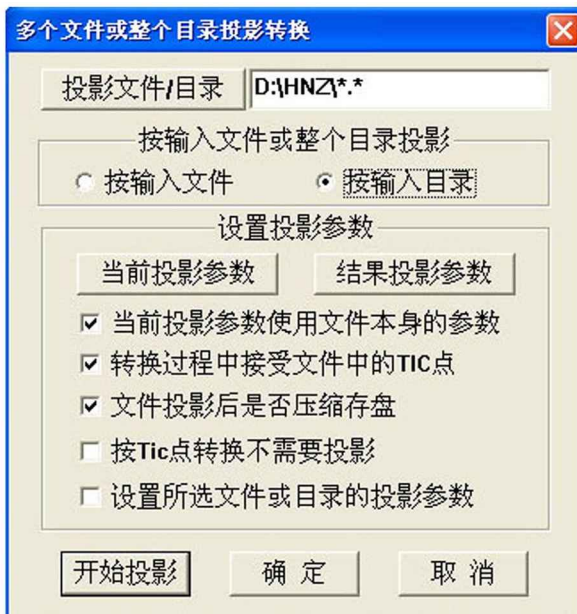 多个文件或整个目录投影转换
投影文件/目录 D:\HNZ\*.*
按输入文件或整个目录投影
按输入文件 按输入目录
设置投影参数
当前投影参数 结果投影参数
当前投影参数使用文件本身的参数
转换过程中接受文件中的TIC点
文件投影后是否压缩存盘
按Tic点转换不需要投影
设置所选文件或目录的投影参数
开始投影 确 定 取 消